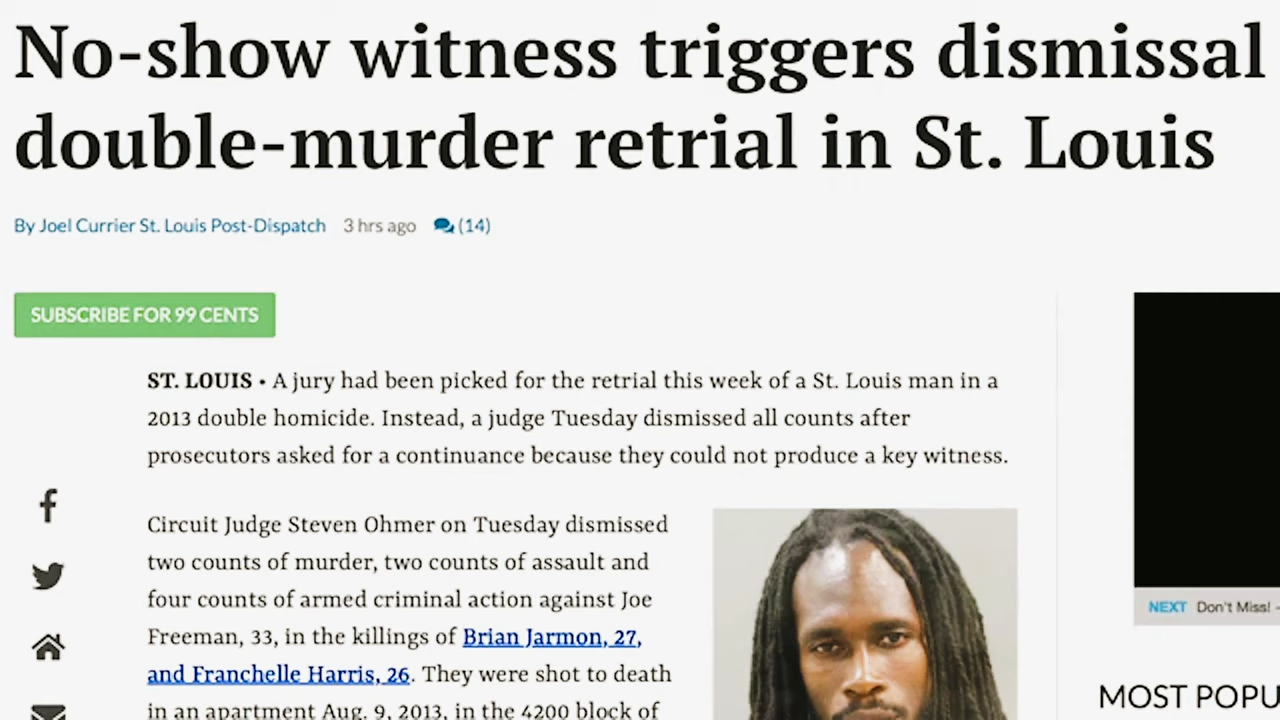 No-show witness triggers dismissal
double-murder retrial in St. Louis
By Joel Currier St. Louis Post-Dispatch 3 hrs ago (14)
SUBSCRIBE FOR 99 CENTS
ST. LOUIS • A jury had been picked for the retrial this week of a St. Louis man in a
2013 double homicide. Instead, a judge Tuesday dismissed all counts after
prosecutors asked for a continuance because they could not produce a key witness.
Circuit Judge Steven Ohmer on Tuesday dismissed
two counts of murder, two counts of assault and
four counts of armed criminal action against Joe
Freeman, 33, in the killings of Brian Jarmon, 27,
and Franchelle Harris, 26. They were shot to death
in an apartment Aug. 9, 2013, in the 4200 block of
NEXT Don't Miss! -
MOST POPU